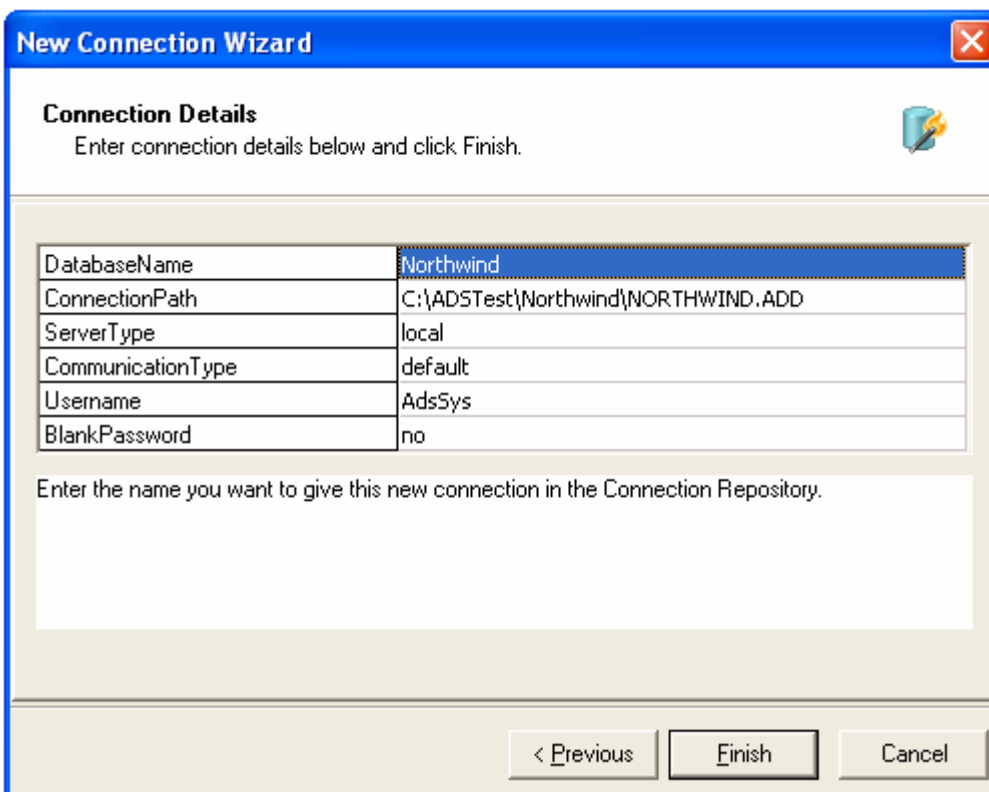 New Connection Wizard
Connection Details
Enter connection details below and click Finish.
DatabaseName Northwind
ConnectionPath C:\ADSTest\Northwind\NORTHWIND.ADD
ServerType local
CommunicationType default
Username AdsSys
BlankPassword no
Enter the name you want to give this new connection in the Connection Repository.
< Previous Finish Cancel